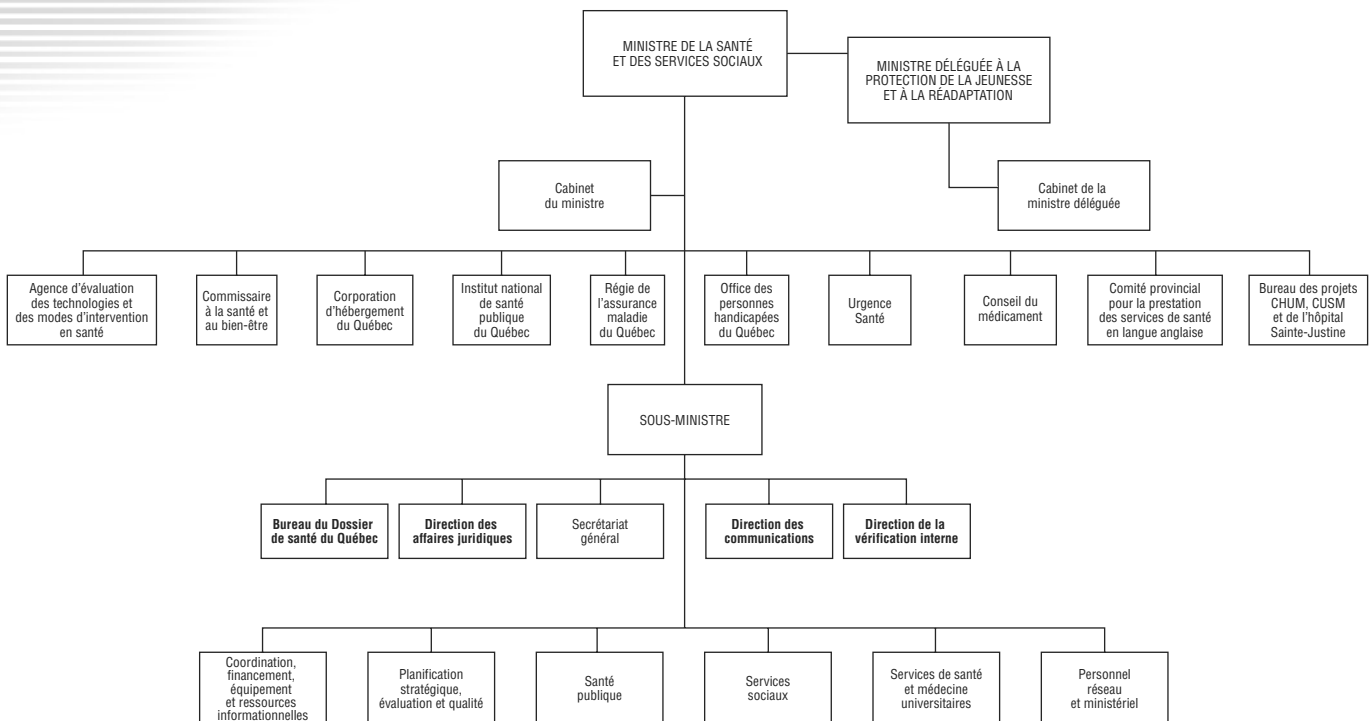 MINISTRE DE LA SANTÉ
ET DES SERVICES SOCIAUX
MINISTRE DÉLÉGUÉE À LA
PROTECTION DE LA JEUNESSE
ET À LA RÉADAPTATION
Cabinet
du ministre
Cabinet de la
ministre déléguée
Agence d'évaluation
des technologies et
des modes d'intervention
en santé
Commissaire
à la santé et
au bien-être
Corporation
d'hébergement
du Québec
Institut national
de santé
publique
du Québec
Régie de
l'assurance
maladie
du Québec
Office des
personnes
handicapées
du Québec
Urgence
Santé
Conseil du
médicament
Comité provincial
pour la prestation
des services de santé
en langue anglaise
Bureau des projets
CHUM, CUSM
et de l'hôpital
Sainte-Justine
SOUS-MINISTRE
Bureau du Dossier
de santé du Québec
Direction des
affaires juridiques
Secrétariat
général
Direction des
communications
Direction de la
vérification interne
Coordination,
financement,
équipement
et ressources
informationnelles
Planification
stratégique,
évaluation et qualité
Santé
publique
Services
sociaux
Services de santé
et médecine
universitaires
Personnel
réseau
et ministériel